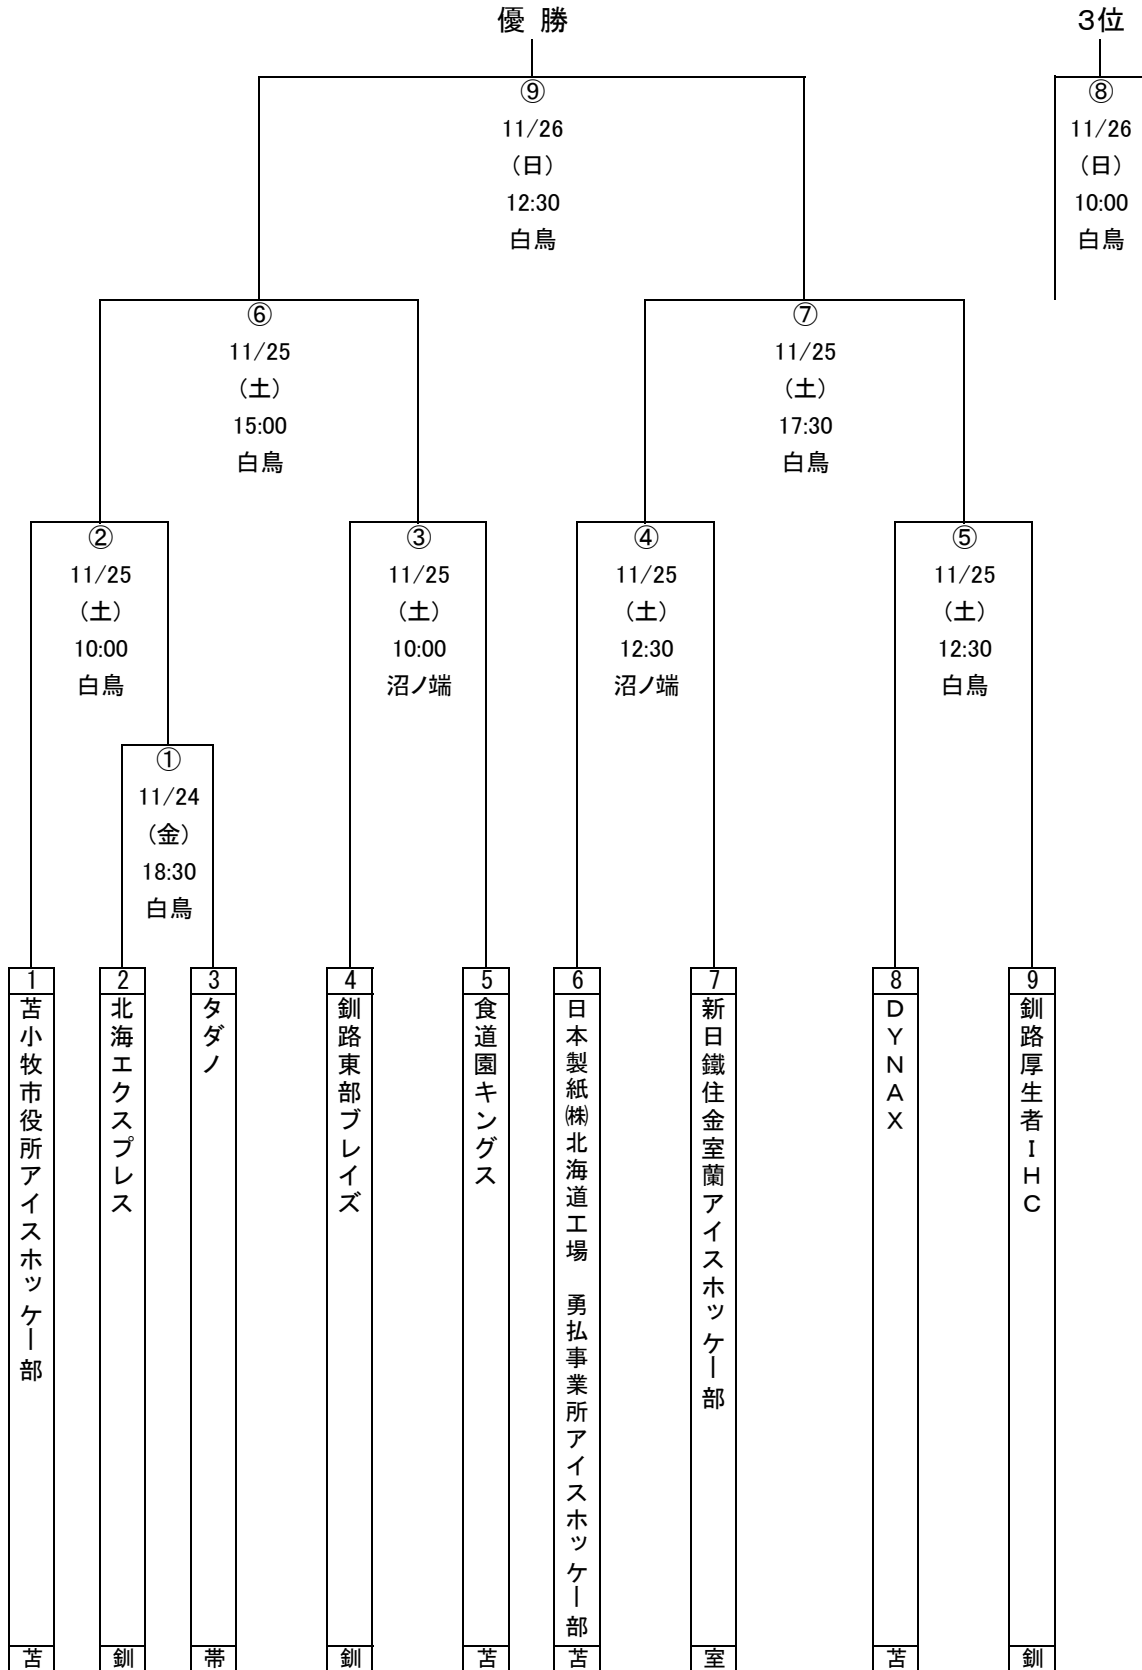 優 勝
3位
⑨
11/26
(日)
12:30
白鳥
⑧
11/26
(日)
10:00
白鳥
⑥
11/25
(土)
15:00
白鳥
⑦
11/25
(土)
17:30
白鳥
②
11/25
(土)
10:00
白鳥
③
11/25
(土)
10:00
沼ノ端
④
11/25
(土)
12:30
沼ノ端
⑤
11/25
(土)
12:30
白鳥
①
11/24
(金)
18:30
白鳥
1
苫小牧市役所アイスホッケー部
苫
2
北海エクスプレス
釧
3
タダノ
帯
4
釧路東部ブレイズ
釧
5
食道園キングス
苫
6
日本製紙㈱北海道工場 勇払事業所アイスホッケー部
苫
7
新日鐵住金室蘭アイスホッケー部
室
8
DYNAX
苫
9
釧路厚生者IHC
釧